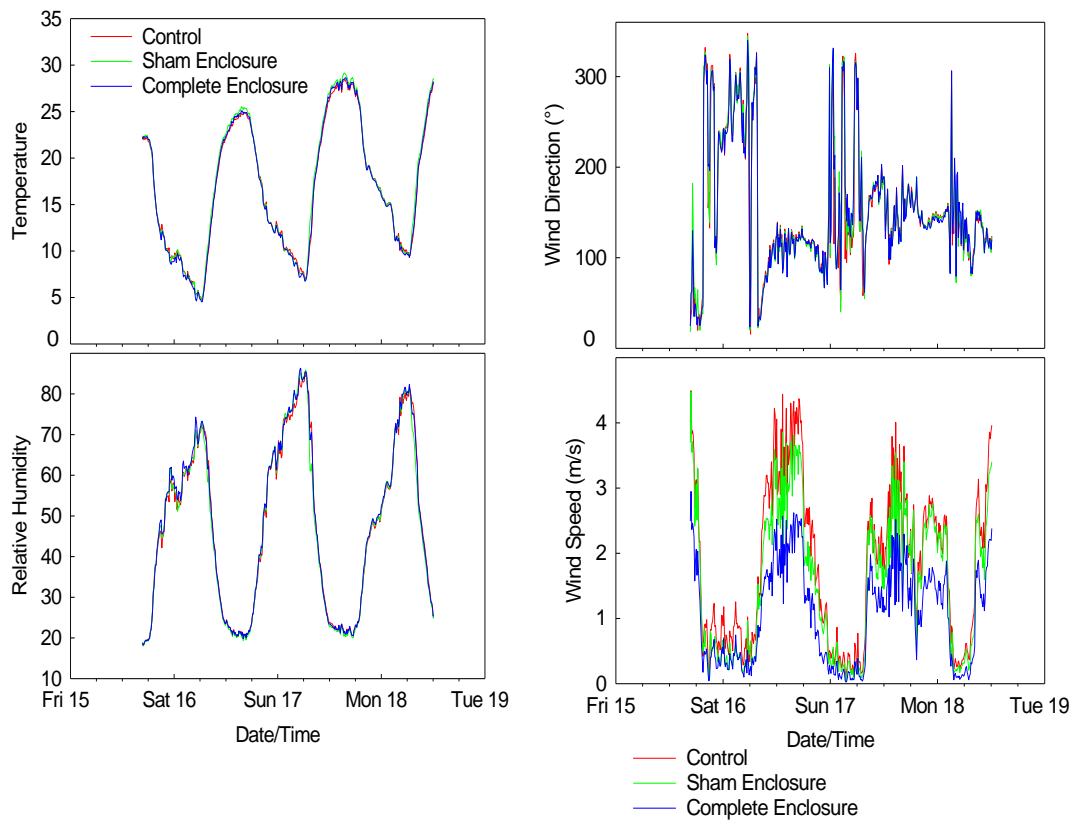 35
30
25
20
15
10
5
0
Temperature
Control
Sham Enclosure
Complete Enclosure
300
200
100
0
Wind Direction (°)
80
70
60
50
40
30
20
10
Relative Humidity
Fri 15 Sat 16 Sun 17 Mon 18 Tue 19
Date/Time
4
3
2
1
0
Wind Speed (m/s)
Fri 15 Sat 16 Sun 17 Mon 18 Tue 19
Date/Time
Control
Sham Enclosure
Complete Enclosure